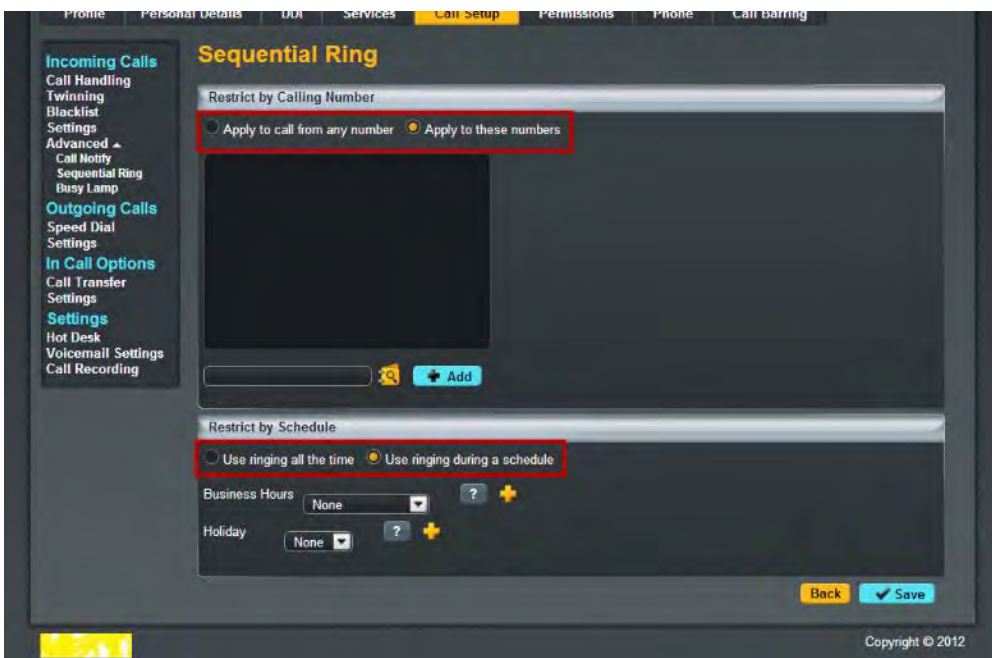 Profile Personal Details DDI Services Call Setup Permissions Phone Call Barring
Incoming Calls
Call Handling
Twinning
Blacklist
Settings
Advanced
Call Notify
Sequential Ring
Busy Lamp
Outgoing Calls
Speed Dial
Settings
In Call Options
Call Transfer
Settings
Settings
Hot Desk
Voicemail Settings
Call Recording
Sequential Ring
Restrict by Calling Number
Apply to call from any number Apply to these numbers
Add
Restrict by Schedule
Use ringing all the time Use ringing during a schedule
Business Hours None ?
Holiday None ?
Back Save
Copyright © 2012